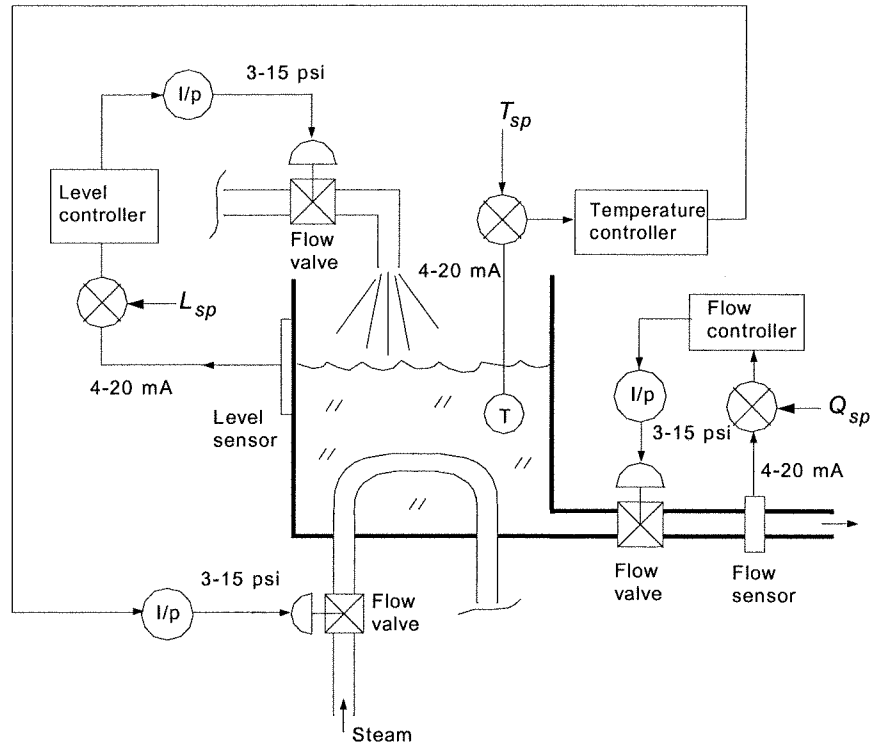 3-15 psi
I/p
T_sp
Level
controller
Temperature
controller
Flow
valve
4-20 mA
L_sp
Flow
controller
4-20 mA
Level
sensor
T
I/p
Q_sp
3-15 psi
4-20 mA
3-15 psi
I/p
Flow
valve
Flow
valve
Flow
sensor
Steam